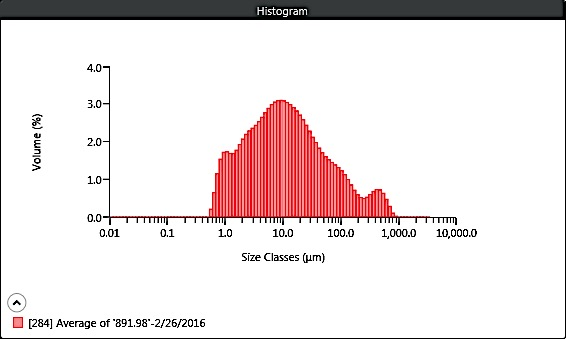 Histogram
4.0
3.0
2.0
1.0
0.0
Volume (%)
0.01 0.1 1.0 10.0 100.0 1,000.0 10,000.0
Size Classes (µm)
[284] Average of '891.98'-2/26/2016